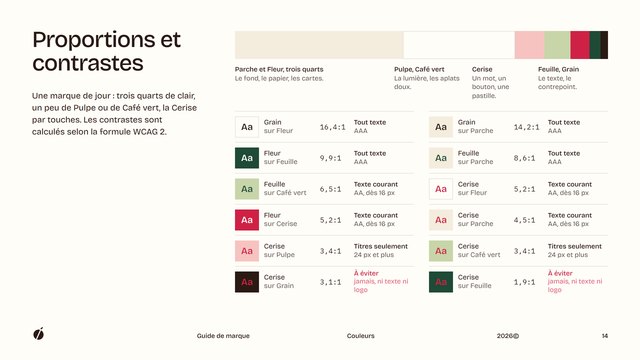 Proportions et
contrastes
Une marque de jour : trois quarts de clair,
un peu de Pulpe ou de Café vert, la Cerise
par touches. Les contrastes sont
calculés selon la formule WCAG 2.
Parche et Fleur, trois quarts
Le fond, le papier, les cartes.
Pulpe, Café vert
La lumière, les aplats
doux.
Cerise
Un mot, un
bouton, une
pastille.
Feuille, Grain
Le texte, le
contrepoint.
Aa
Grain
sur Fleur
16,4:1
Tout texte
AAA
Aa
Grain
sur Parche
14,2:1
Tout texte
AAA
Aa
Fleur
sur Feuille
9,9:1
Tout texte
AAA
Aa
Feuille
sur Parche
8,6:1
Tout texte
AAA
Aa
Feuille
sur Café vert
6,5:1
Texte courant
AA, dès 16 px
Aa
Cerise
sur Fleur
5,2:1
Texte courant
AA, dès 16 px
Aa
Fleur
sur Cerise
5,2:1
Texte courant
AA, dès 16 px
Aa
Cerise
sur Parche
4,5:1
Texte courant
AA, dès 16 px
Aa
Cerise
sur Pulpe
3,4:1
Titres seulement
24 px et plus
Aa
Cerise
sur Café vert
3,4:1
Titres seulement
24 px et plus
Aa
Cerise
sur Grain
3,1:1
À éviter
jamais, ni texte ni
logo
Aa
Cerise
sur Feuille
1,9:1
À éviter
jamais, ni texte ni
logo
Guide de marque
Couleurs
2026©
14